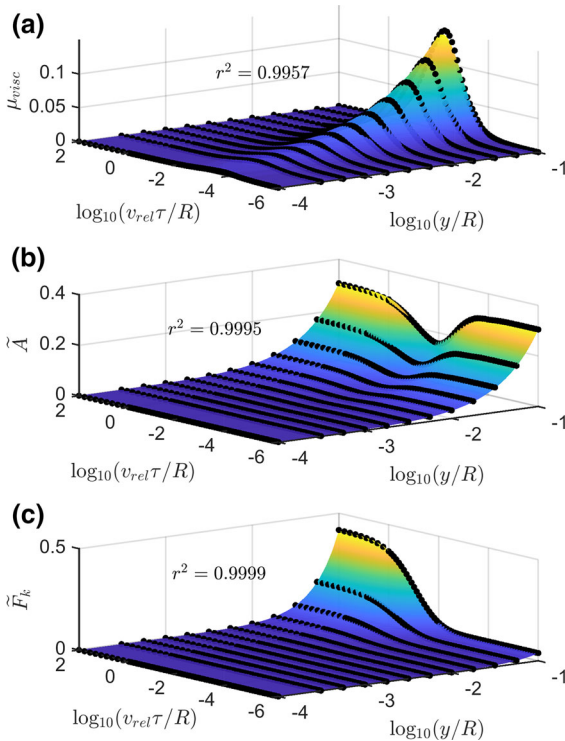 (a)
0.1
0.05
0
μ_visc
r² = 0.9957
2
0
-2
-4
-6
-4
-3
-2
-1
log₁₀(v_rel τ/R)
log₁₀(y/R)
(b)
0.4
0.2
0
Ã
r² = 0.9995
2
0
-2
-4
-6
-4
-3
-2
-1
log₁₀(v_rel τ/R)
log₁₀(y/R)
(c)
0.5
0
F̃_k
r² = 0.9999
2
0
-2
-4
-6
-4
-3
-2
-1
log₁₀(v_rel τ/R)
log₁₀(y/R)